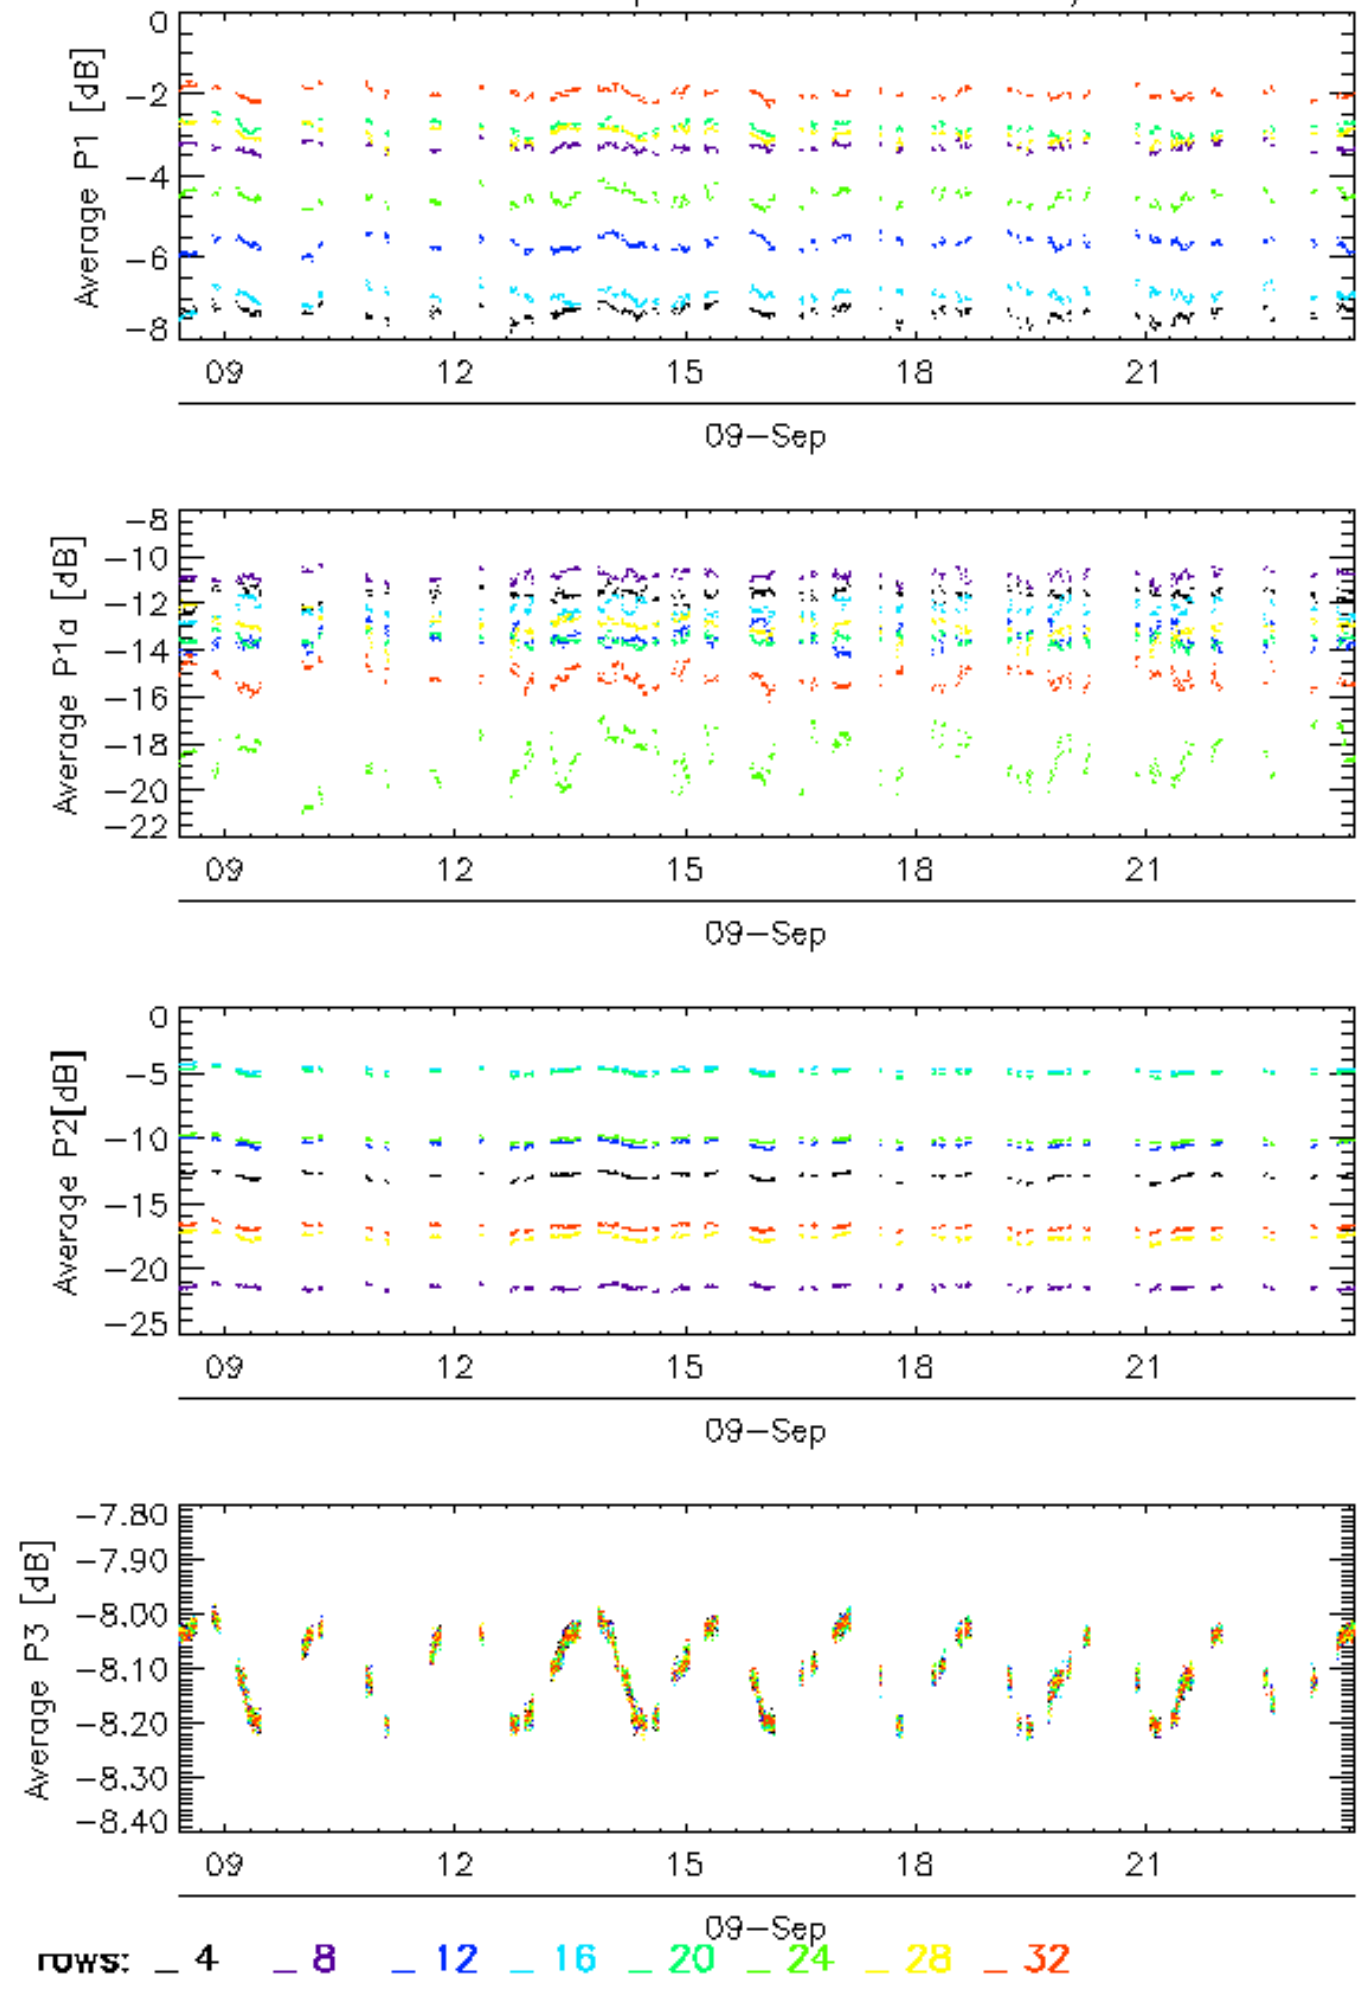 0
−2
−4
−6
−8
Average P1 [dB]
09 12 15 18 21
09−Sep
−8
−10
−12
−14
−16
−18
−20
−22
Average P1a [dB]
09 12 15 18 21
09−Sep
0
−5
−10
−15
−20
−25
Average P2[dB]
09 12 15 18 21
09−Sep
−7.80
−7.90
−8.00
−8.10
−8.20
−8.30
−8.40
Average P3 [dB]
09 12 15 18 21
09−Sep
rows: _ 4 _ 8 _ 12 _ 16 _ 20 _ 24 _ 28 _ 32